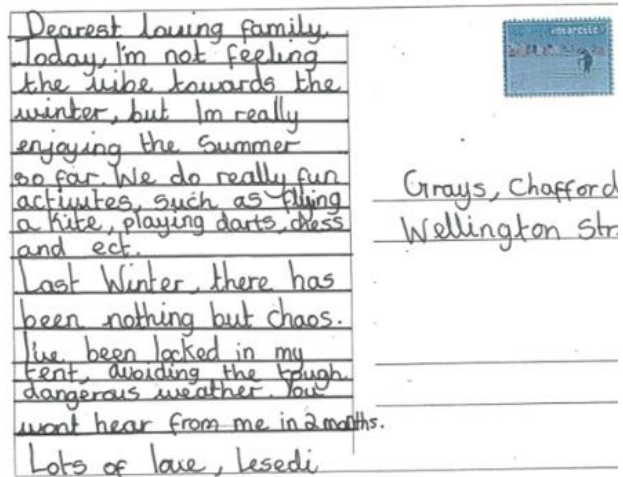 Dearest loving family,
Today, I'm not feeling
the vibe towards the
winter, but Im really
enjoying the Summer
so far. We do really fun
activites, such as flying
a kite, playing darts, chess
and ect.
Last Winter, there has
been nothing but chaos.
I've been locked in my
tent, avoiding the tough
dangerous weather. You
wont hear from me in 2 months.
Lots of love, Lesedi
Grays, Chafford
Wellington Str